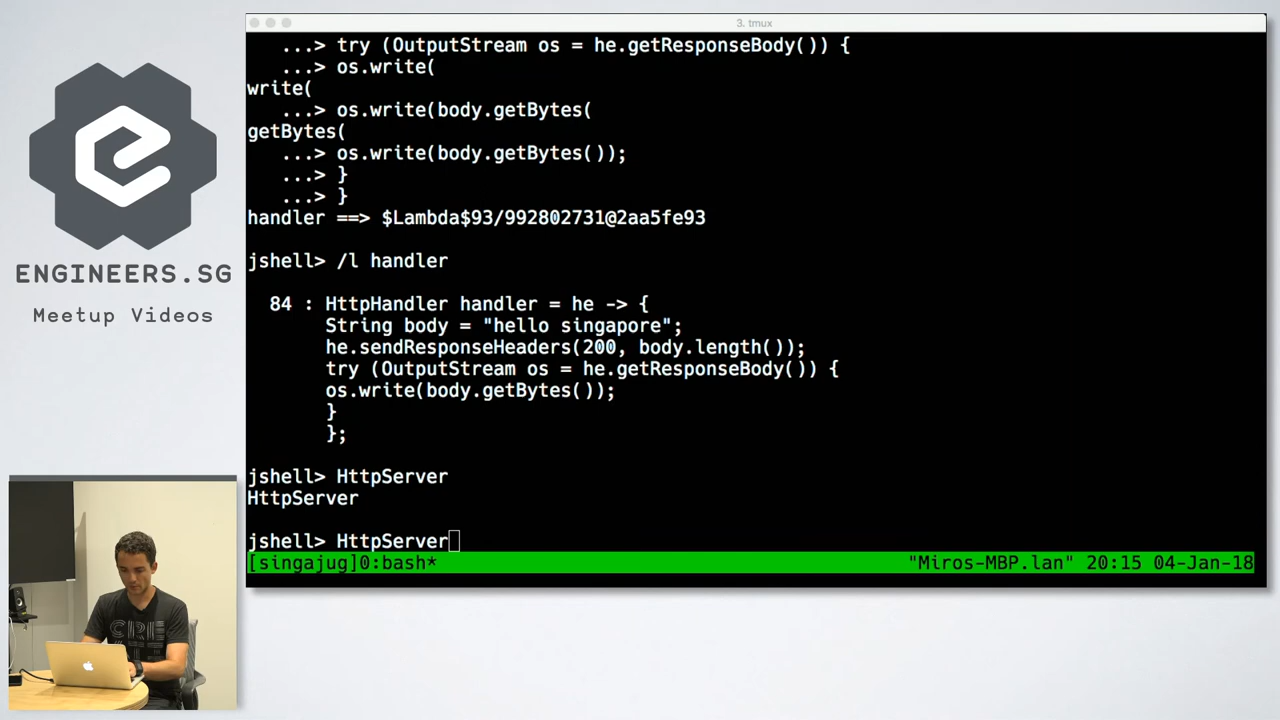 3. tmux
...> try (OutputStream os = he.getResponseBody()) {
...> os.write(
write(
...> os.write(body.getBytes(
getBytes(
...> os.write(body.getBytes());
...> }
...> }
handler ==> $Lambda$93/992802731@2aa5fe93
jshell> /l handler
84 : HttpHandler handler = he -> {
String body = "hello singapore";
he.sendResponseHeaders(200, body.length());
try (OutputStream os = he.getResponseBody()) {
os.write(body.getBytes());
}
};
jshell> HttpServer
HttpServer
jshell> HttpServer
[singajug]0:bash* "Miros-MBP.lan" 20:15 04-Jan-18
ENGINEERS.SG
Meetup Videos